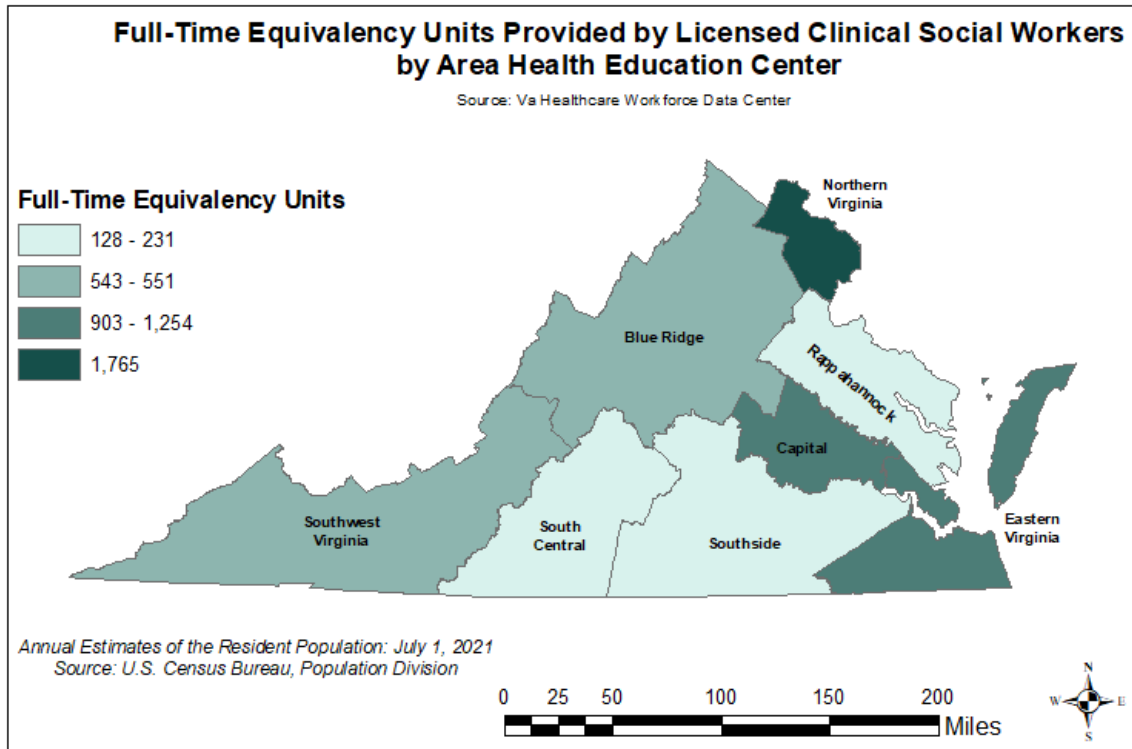 Full-Time Equivalency Units Provided by Licensed Clinical Social Workers
by Area Health Education Center
Source: Va Healthcare Workforce Data Center
Full-Time Equivalency Units
128 - 231
543 - 551
903 - 1,254
1,765
Northern
Virginia
Blue Ridge
Rappahannock
Capital
Southwest
Virginia
South
Central
Southside
Eastern
Virginia
Annual Estimates of the Resident Population: July 1, 2021
Source: U.S. Census Bureau, Population Division
0 25 50 100 150 200
Miles
N
W E
S